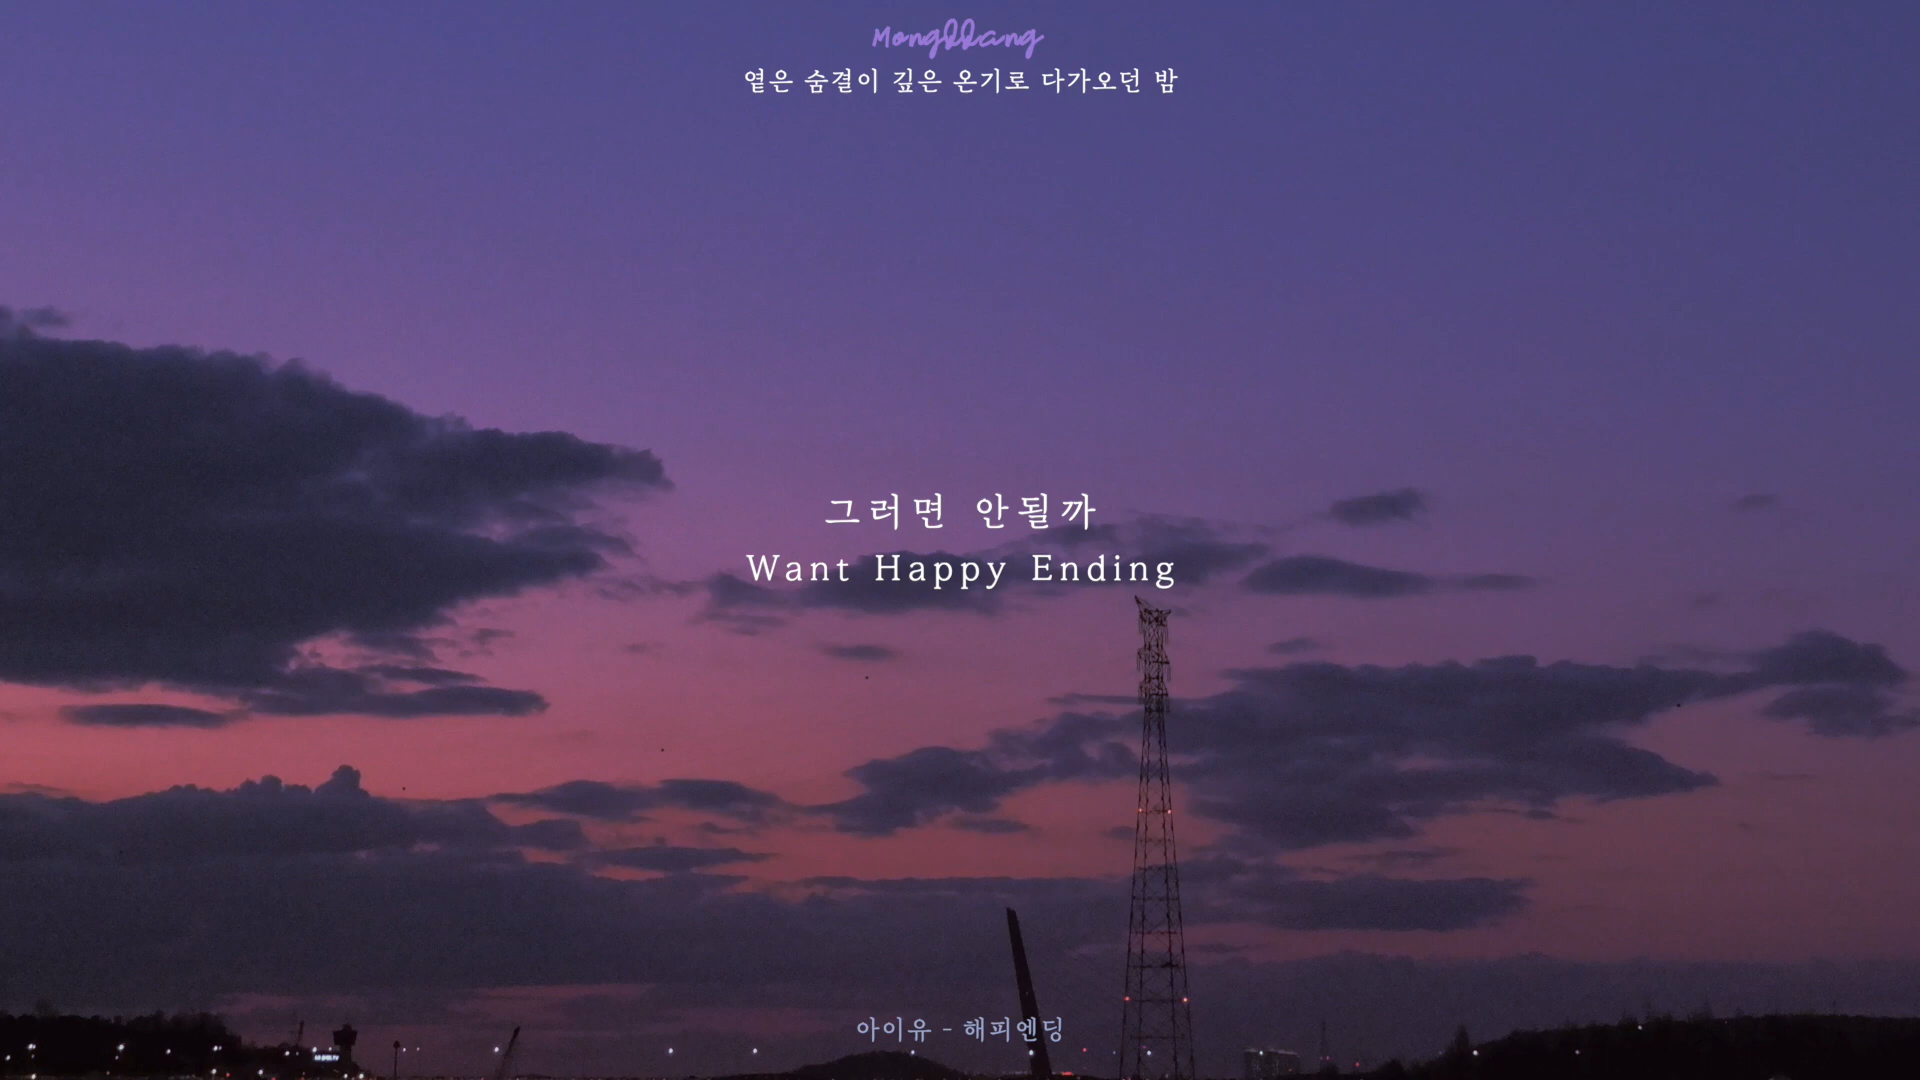 Mongkkang
옅은 숨결이 깊은 온기로 다가오던 밤
그러면 안될까
Want Happy Ending
아이유 - 해피엔딩